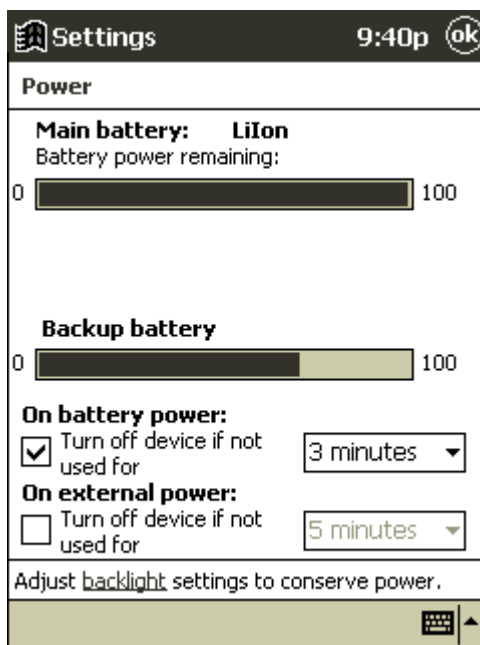 Settings 9:40p ok
Power
Main battery: LiIon
Battery power remaining:
0 100
Backup battery
0 100
On battery power:
Turn off device if not
used for
3 minutes
On external power:
Turn off device if not
used for
5 minutes
Adjust backlight settings to conserve power.